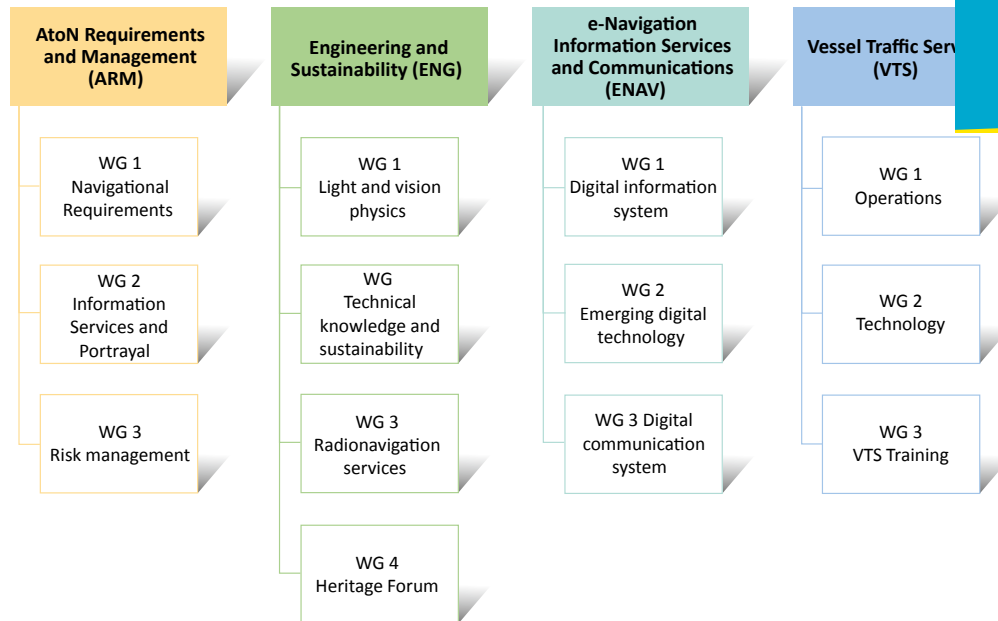 AtoN Requirements
and Management
(ARM)
WG 1
Navigational
Requirements
WG 2
Information
Services and
Portrayal
WG 3
Risk management
Engineering and
Sustainability (ENG)
WG 1
Light and vision
physics
WG
Technical
knowledge and
sustainability
WG 3
Radionavigation
services
WG 4
Heritage Forum
e-Navigation
Information Services
and Communications
(ENAV)
WG 1
Digital information
system
WG 2
Emerging digital
technology
WG 3 Digital
communication
system
Vessel Traffic
(VTS)
WG 1
Operations
WG 2
Technology
WG 3
VTS Training